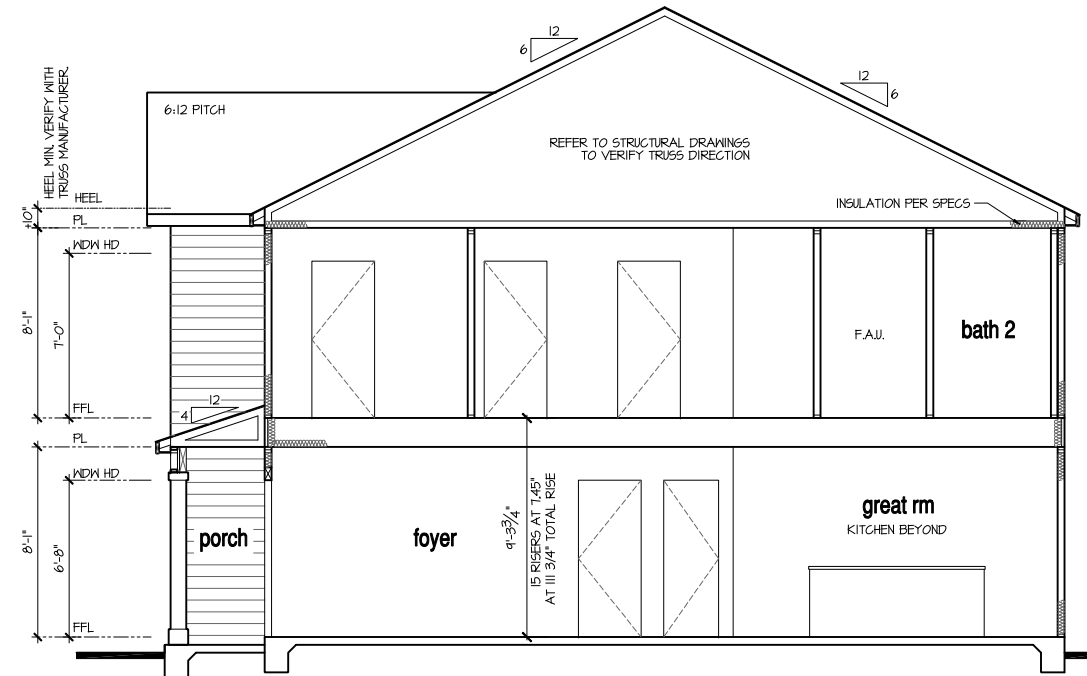 12
6
12
6
HEEL MIN. VERIFY WITH
TRUSS MANUFACTURER.
6:12 PITCH
REFER TO STRUCTURAL DRAWINGS
TO VERIFY TRUSS DIRECTION
HEEL
INSULATION PER SPECS
±10"
PL
WDW HD
8'-1"
7'-0"
F.A.U.
bath 2
12
4
FFL
PL
WDW HD
8'-1"
6'-8"
porch
foyer
9'-3 3/4"
15 RISERS AT 7.45"
AT 111 3/4" TOTAL RISE
great rm
KITCHEN BEYOND
FFL